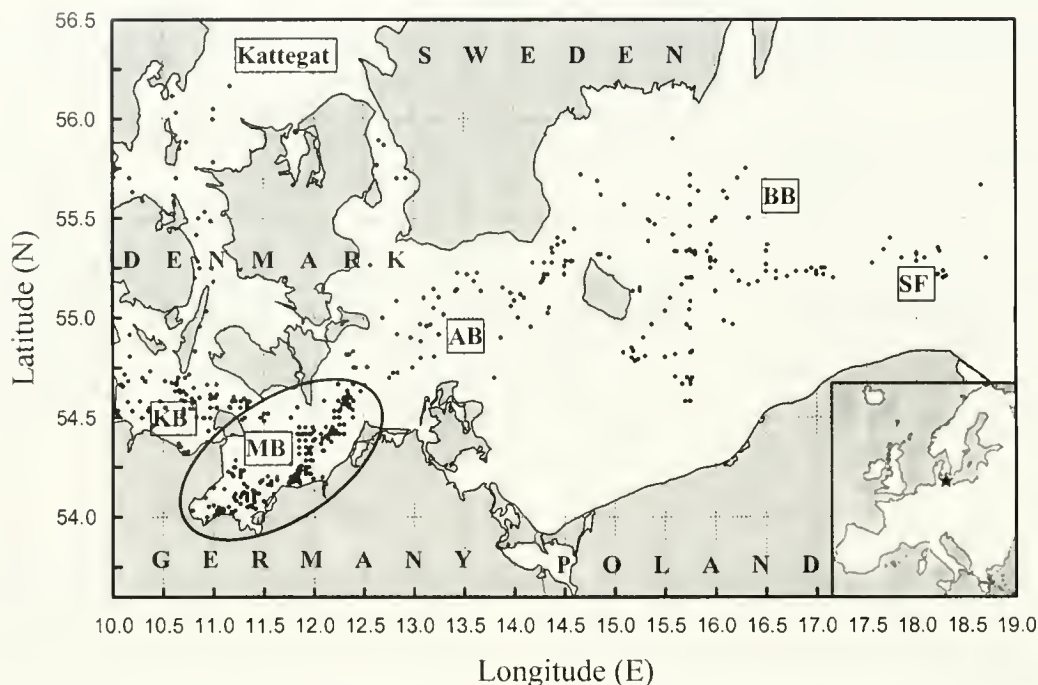 56.5
Kattegat
S W E D E N
56.0
BB
55.5
D E N M A R K
SF
55.0
AB
54.5
KB
MB
54.0
G E R M A N Y
P O L A N D
10.0 10.5 11.0 11.5 12.0 12.5 13.0 13.5 14.0 14.5 15.0 15.5 16.0 16.5 17.0 17.5 18.0 18.5 19.0
Latitude (N)
Longitude (E)